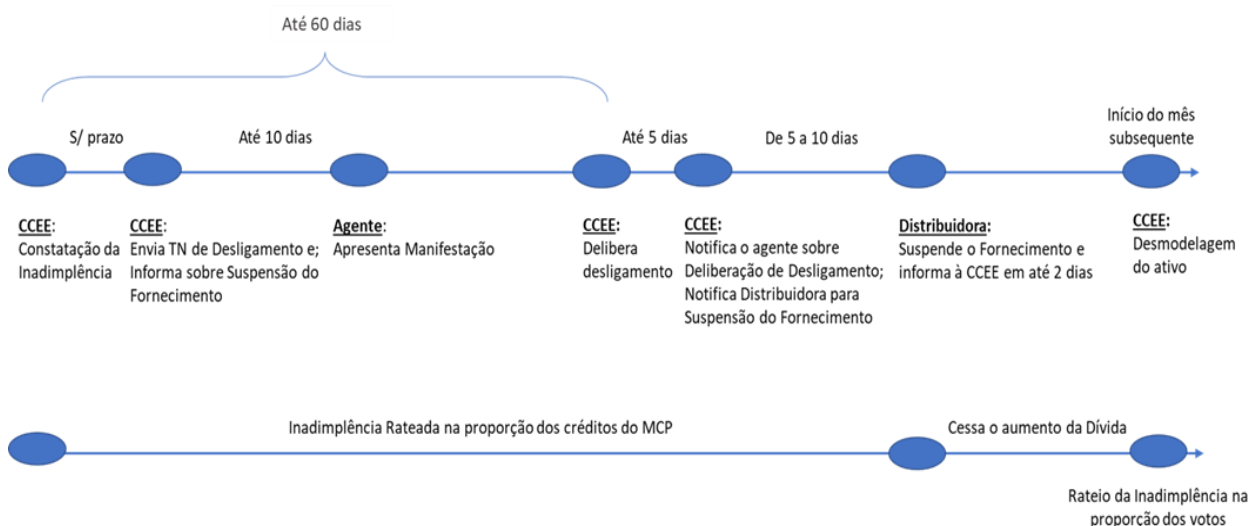 Até 60 dias
S/ prazo
Até 10 dias
Até 5 dias
De 5 a 10 dias
Início do mês
subsequente
CCEE:
Constatação da
Inadimplência
CCEE:
Envia TN de Desligamento e;
Informa sobre Suspensão do
Fornecimento
Agente:
Apresenta Manifestação
CCEE:
Delibera
desligamento
CCEE:
Notifica o agente sobre
Deliberação de Desligamento;
Notifica Distribuidora para
Suspensão do Fornecimento
Distribuidora:
Suspende o Fornecimento e
informa à CCEE em até 2 dias
CCEE:
Desmodelagem
do ativo
Inadimplência Rateada na proporção dos créditos do MCP
Cessa o aumento da Dívida
Rateio da Inadimplência na
proporção dos votos